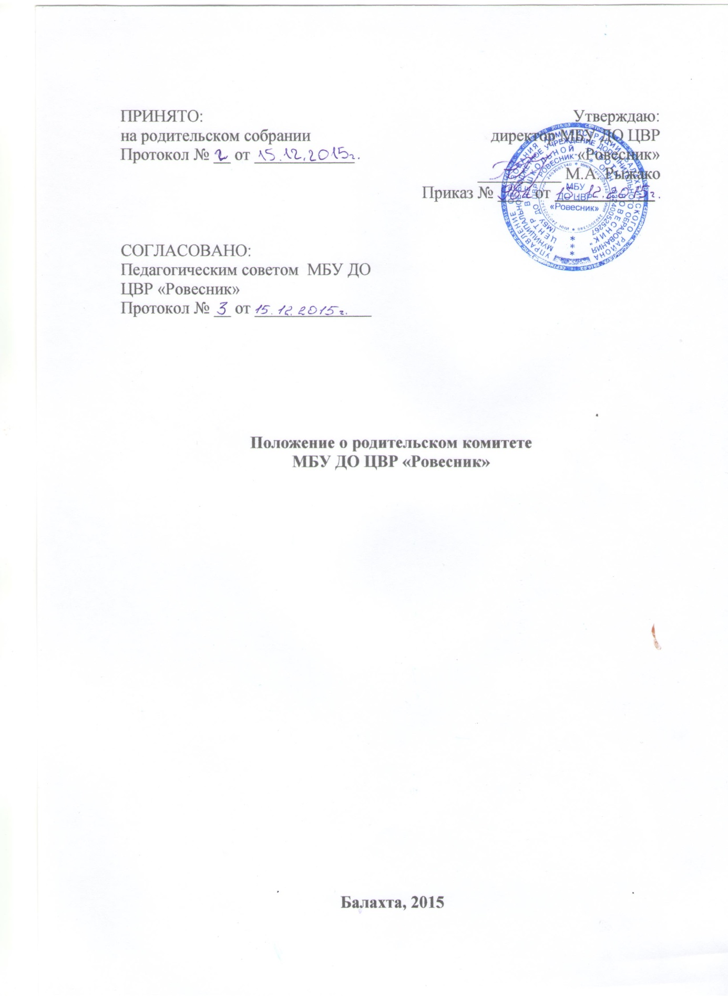 ПРИНЯТО:
на родительском собрании
Протокол № 2 от 15.12.2015г.
Утверждаю:
директор МБУ ДО ЦВР
«Ровесник»
М.А. Рыжако
Приказ № от 15.12.2015г.
МБУ
ДО ЦВР
«Ровесник»
СОГЛАСОВАНО:
Педагогическим советом МБУ ДО
ЦВР «Ровесник»
Протокол № 3 от 15.12.2015г.
Положение о родительском комитете
МБУ ДО ЦВР «Ровесник»
Балахта, 2015